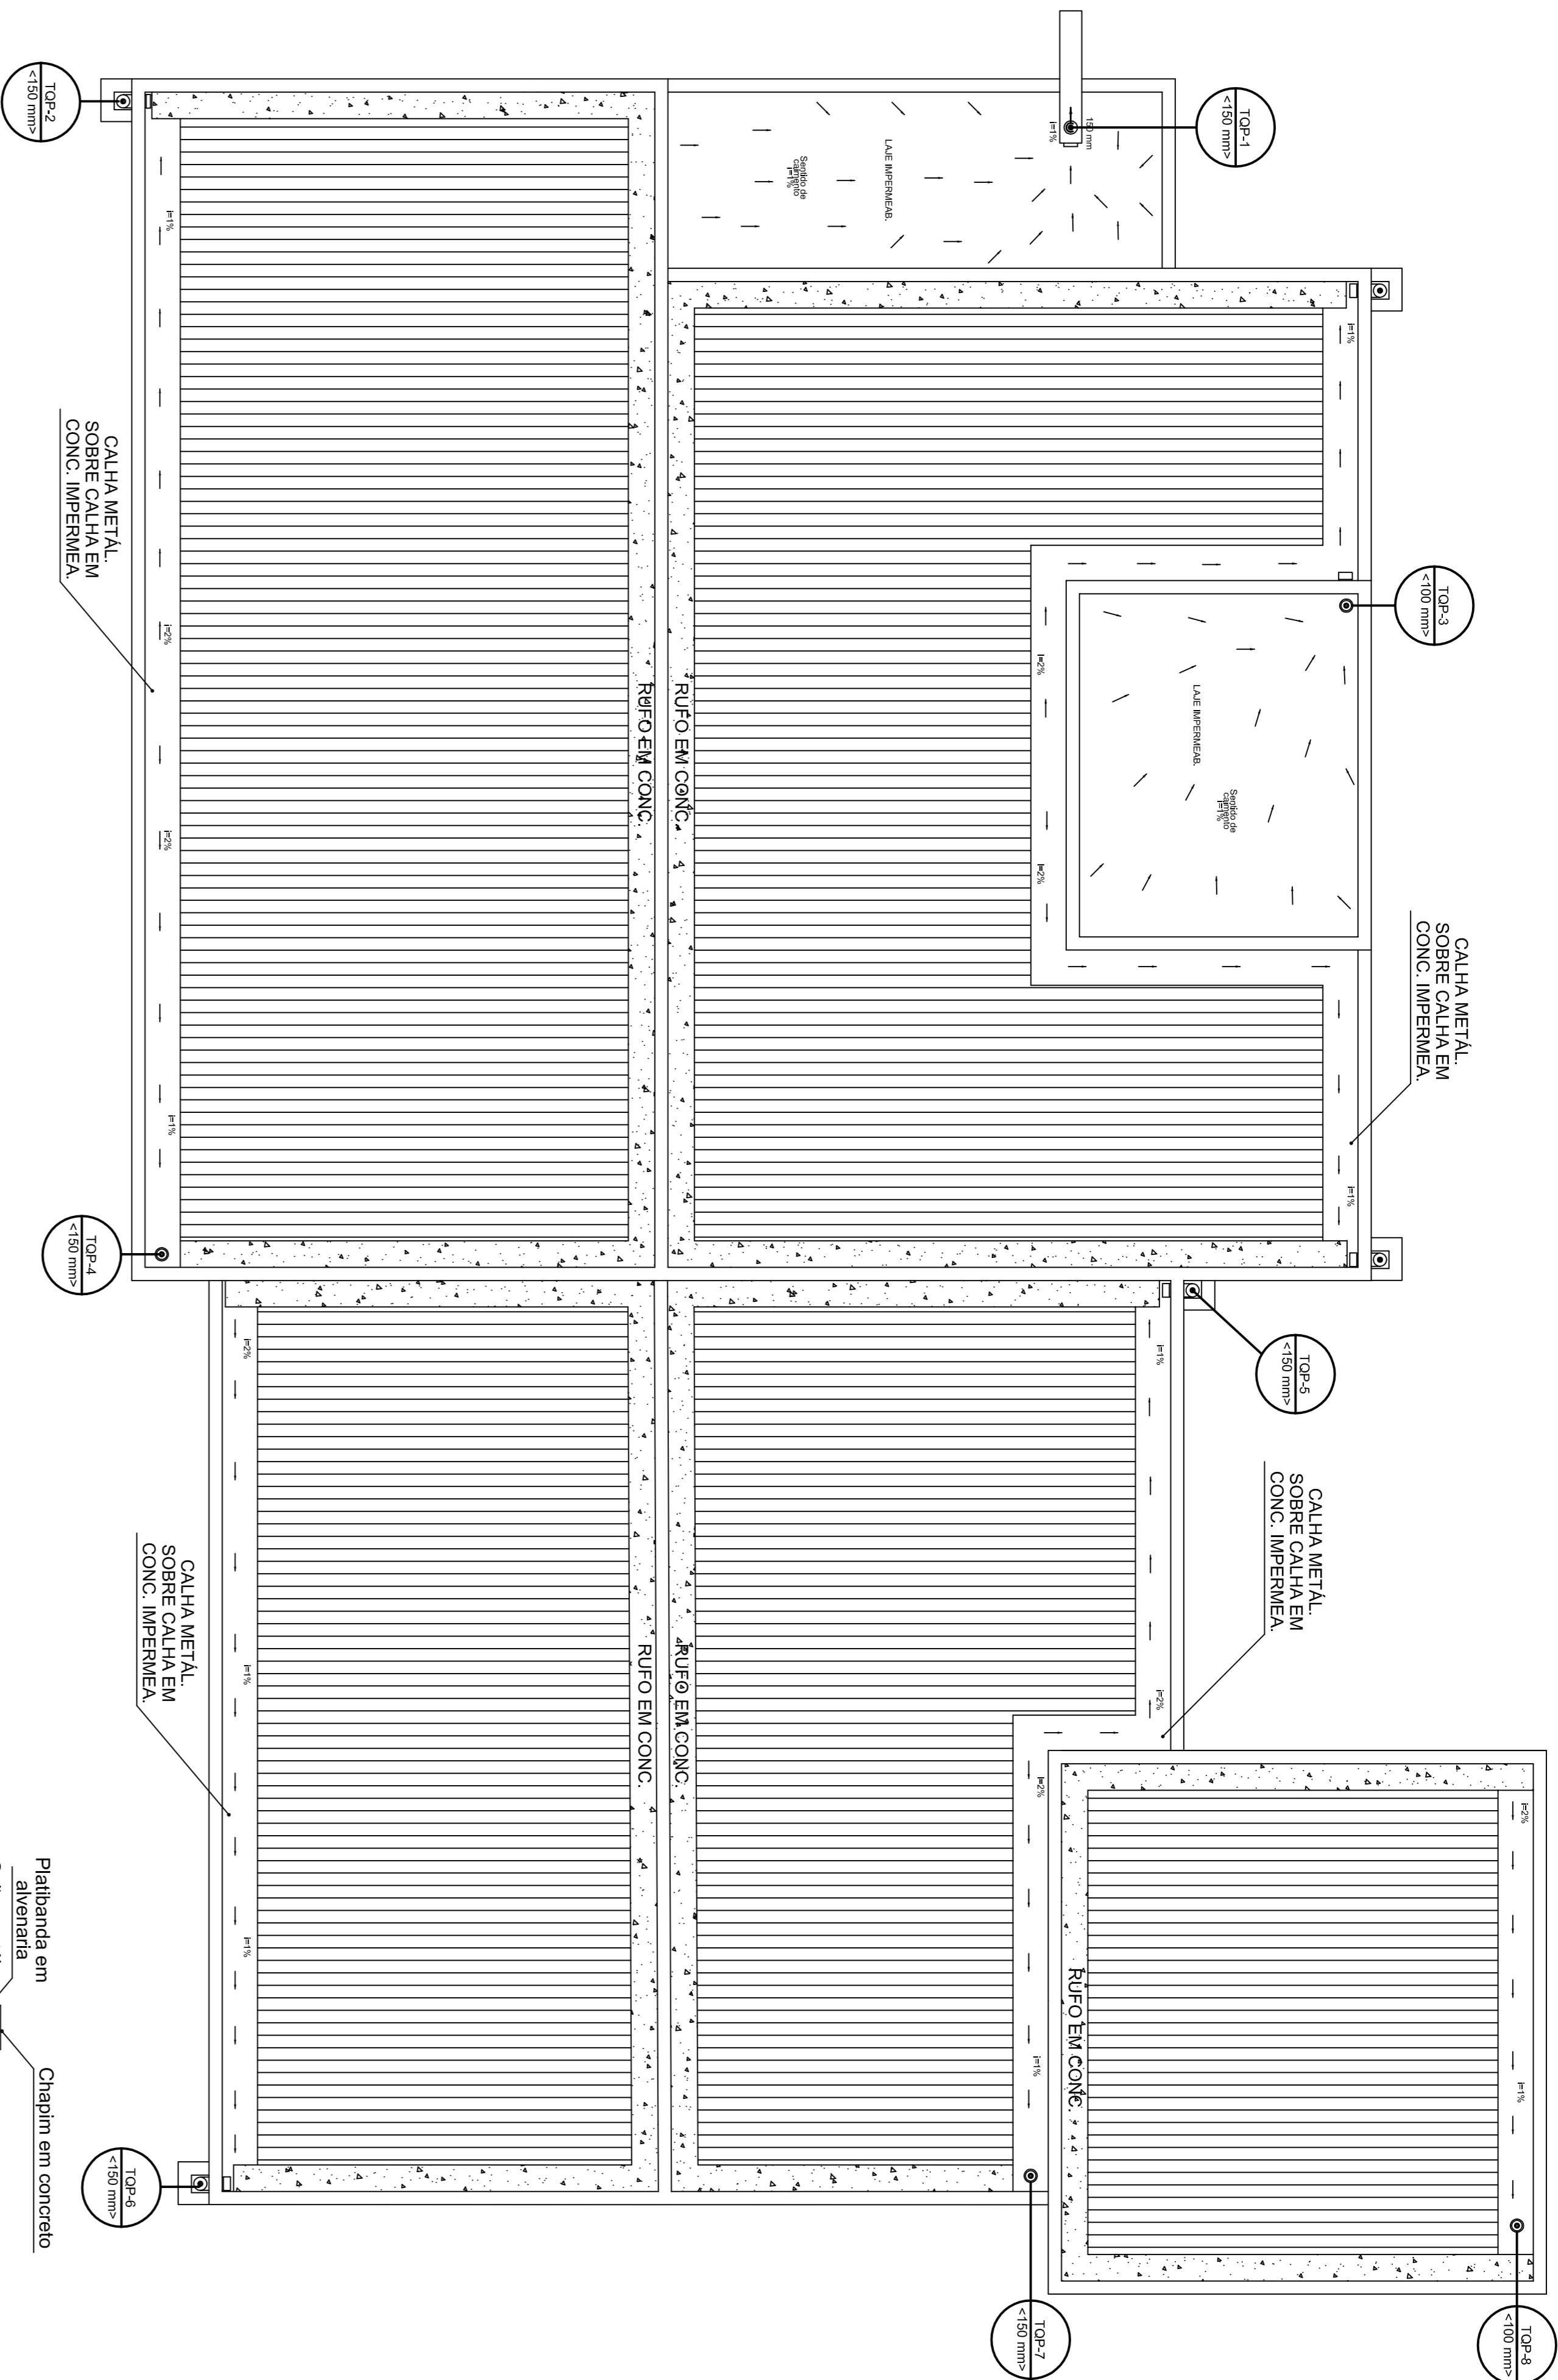 TQP-1
<150 mm>
150 mm
i=1%
TQP-2
<150 mm>
LAJE IMPERMEAB.
Sentido de
caimento
i=1%
i=1%
i=1%
TQP-3
<100 mm>
CALHA METÁL.
SOBRE CALHA EM
CONC. IMPERMEA.
i=2%
i=2%
LAJE IMPERMEAB.
Sentido de
caimento
i=1%
RUFO EM CONC.
RUFO EM CONC.
i=2%
i=2%
CALHA METÁL.
SOBRE CALHA EM
CONC. IMPERMEA.
i=1%
i=1%
TQP-4
<150 mm>
TQP-5
<150 mm>
i=1%
i=2%
CALHA METÁL.
SOBRE CALHA EM
CONC. IMPERMEA.
i=2%
i=2%
i=1%
RUFO EM CONC.
RUFO EM CONC.
CALHA METÁL.
SOBRE CALHA EM
CONC. IMPERMEA.
i=1%
i=1%
i=2%
i=1%
RUFO EM CONC.
Platibanda em
alvenaria
Chapim em concreto
TQP-6
<150 mm>
TQP-7
<150 mm>
TQP-8
<100 mm>